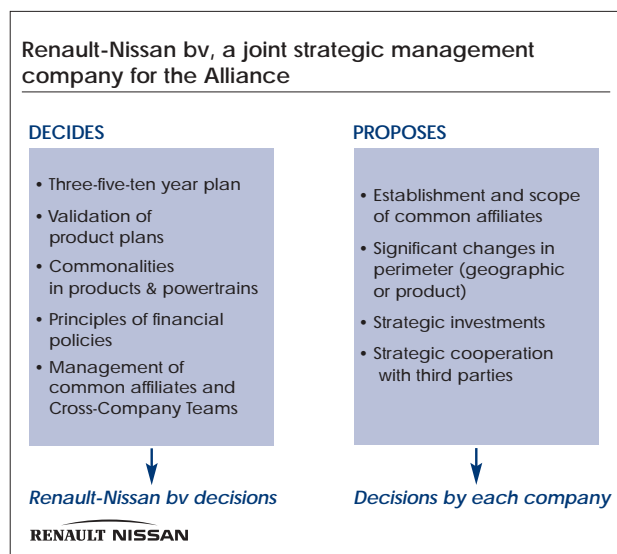 Renault-Nissan bv, a joint strategic management
company for the Alliance
DECIDES
• Three-five-ten year plan
• Validation of
product plans
• Commonalities
in products & powertrains
• Principles of financial
policies
• Management of
common affiliates and
Cross-Company Teams
Renault-Nissan bv decisions
PROPOSES
• Establishment and scope
of common affiliates
• Significant changes in
perimeter (geographic
or product)
• Strategic investments
• Strategic cooperation
with third parties
Decisions by each company
RENAULT NISSAN